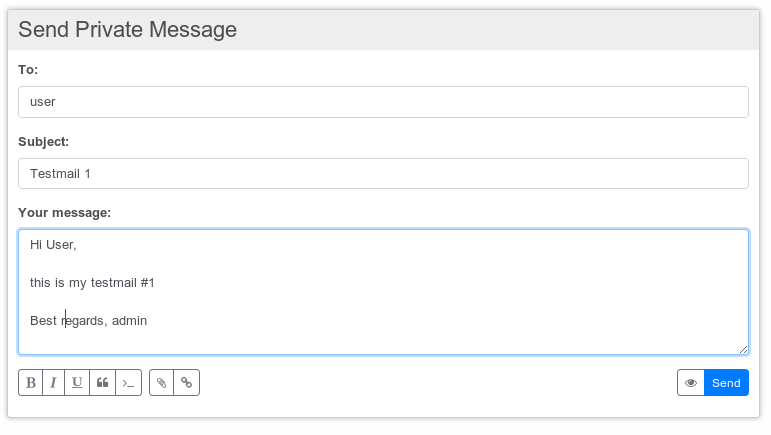 Send Private Message
To:
user
Subject:
Testmail 1
Your message:
Hi User,
this is my testmail #1
Best regards, admin
B I U
Send